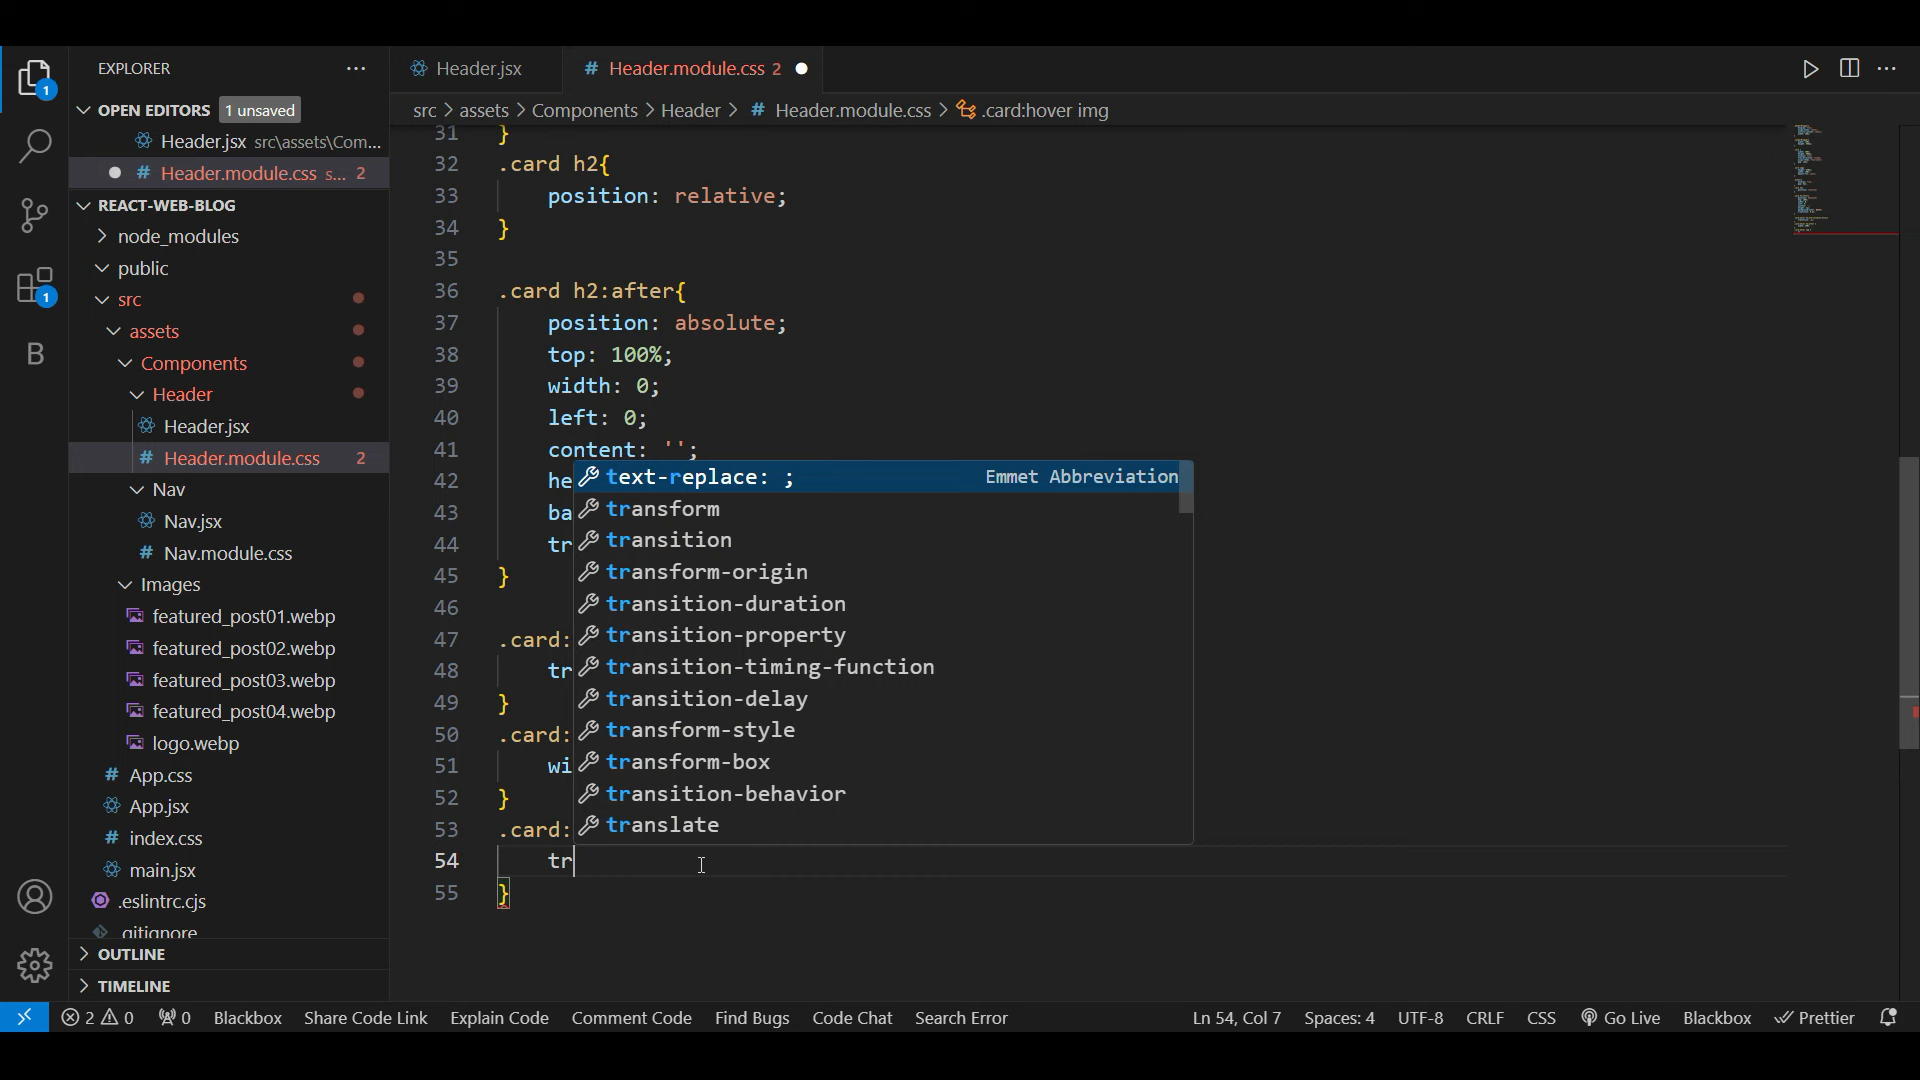 EXPLORER
Header.jsx
# Header.module.css 2
1
OPEN EDITORS 1 unsaved
src > assets > Components > Header > # Header.module.css > .card:hover img
Header.jsx src\assets\Com...
# Header.module.css s... 2
REACT-WEB-BLOG
node_modules
public
src
assets
Components
Header
Header.jsx
# Header.module.css 2
Nav
Nav.jsx
# Nav.module.css
Images
featured_post01.webp
featured_post02.webp
featured_post03.webp
featured_post04.webp
logo.webp
# App.css
App.jsx
# index.css
main.jsx
.eslintrc.cjs
.gitignore
OUTLINE
TIMELINE
1
B
31 }
32 .card h2{
33 position: relative;
34 }
35
36 .card h2:after{
37 position: absolute;
38 top: 100%;
39 width: 0;
40 left: 0;
41 content: '';
42 he
43 ba
44 tr
45 }
46
47 .card:
48 tr
49 }
50 .card:
51 wi
52 }
53 .card:
54 tr
55 }
text-replace: ; Emmet Abbreviation
transform
transition
transform-origin
transition-duration
transition-property
transition-timing-function
transition-delay
transform-style
transform-box
transition-behavior
translate
2 0 0 Blackbox Share Code Link Explain Code Comment Code Find Bugs Code Chat Search Error Ln 54, Col 7 Spaces: 4 UTF-8 CRLF CSS Go Live Blackbox Prettier